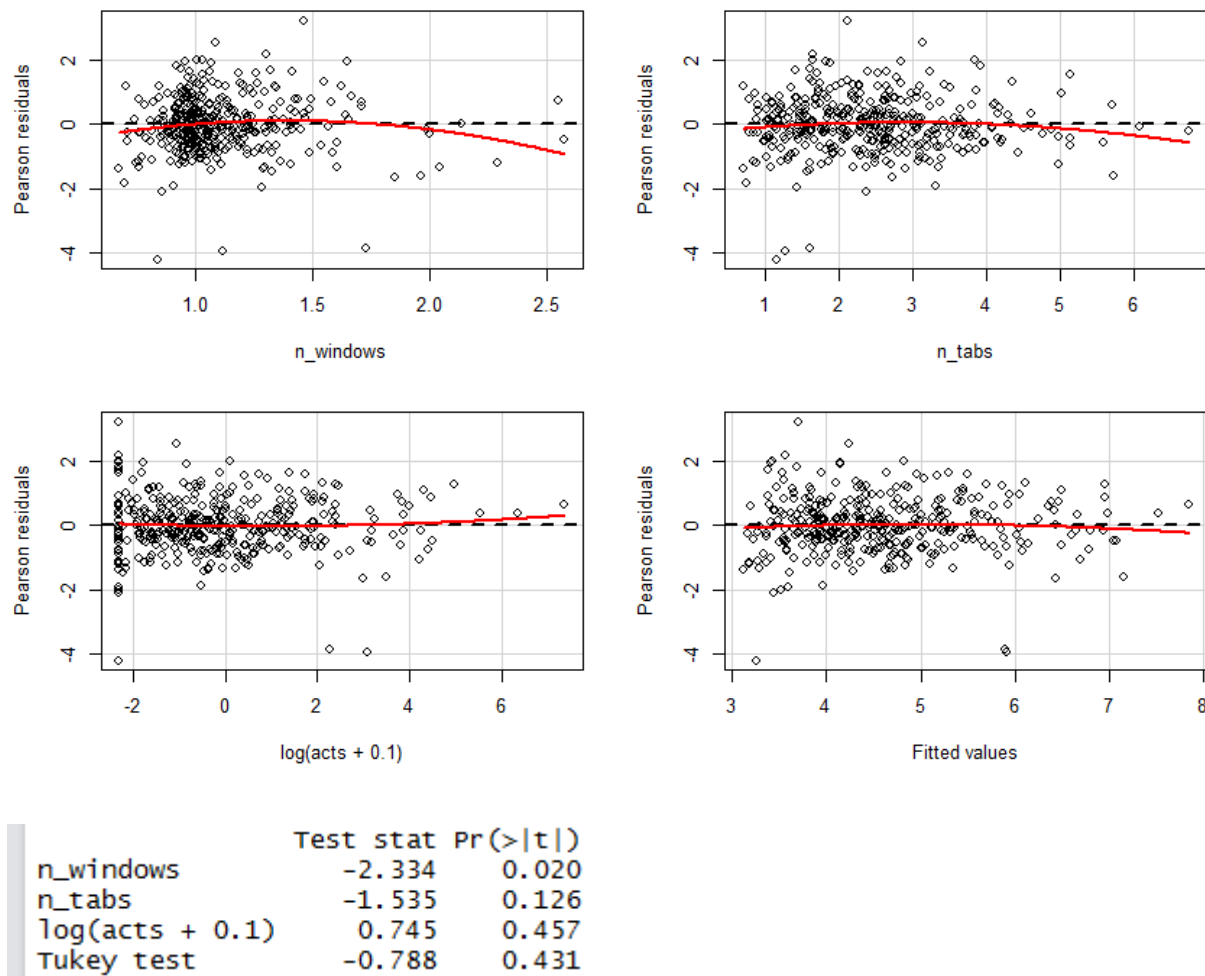 Pearson residuals
2
0
-2
-4
1.0 1.5 2.0 2.5
n_windows
Pearson residuals
2
0
-2
-4
1 2 3 4 5 6
n_tabs
Pearson residuals
2
0
-2
-4
-2 0 2 4 6
log(acts + 0.1)
Pearson residuals
2
0
-2
-4
3 4 5 6 7 8
Fitted values
Test stat Pr(>|t|)
n_windows -2.334 0.020
n_tabs -1.535 0.126
log(acts + 0.1) 0.745 0.457
Tukey test -0.788 0.431